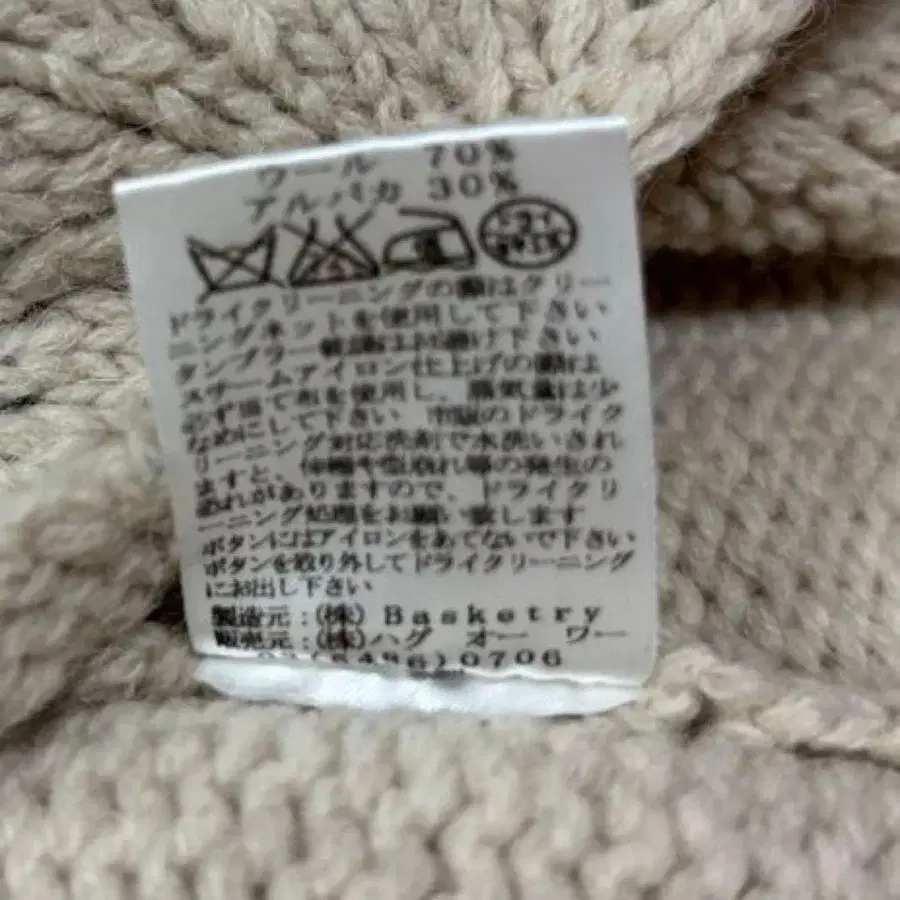 ウール 70%
アルパカ 30%
ドライ
ドライクリーニングの際はクリー
ニングネットを使用して下さい
タンブラー乾燥はお避け下さい
スチームアイロン仕上げの際は
必ず当て布を使用し、蒸気量は少
なめにして下さい 市販のドライク
リーニング対応洗剤で水洗いされ
ますと、伸縮や型崩れ等の発生の
恐れがありますので、ドライクリ
ーニング処理をお願い致します
ボタンにはアイロンをあてないで下さい
ボタンを取り外してドライクリーニング
にお出し下さい
製造元:(株) Basketry
販売元:(株)ハグ オー ワー
(5486)0706